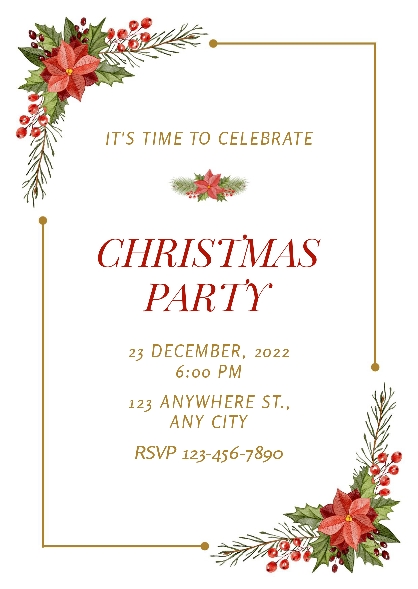 IT'S TIME TO CELEBRATE
CHRISTMAS
PARTY
23 DECEMBER, 2022
6:00 PM
123 ANYWHERE ST.,
ANY CITY
RSVP 123-456-7890